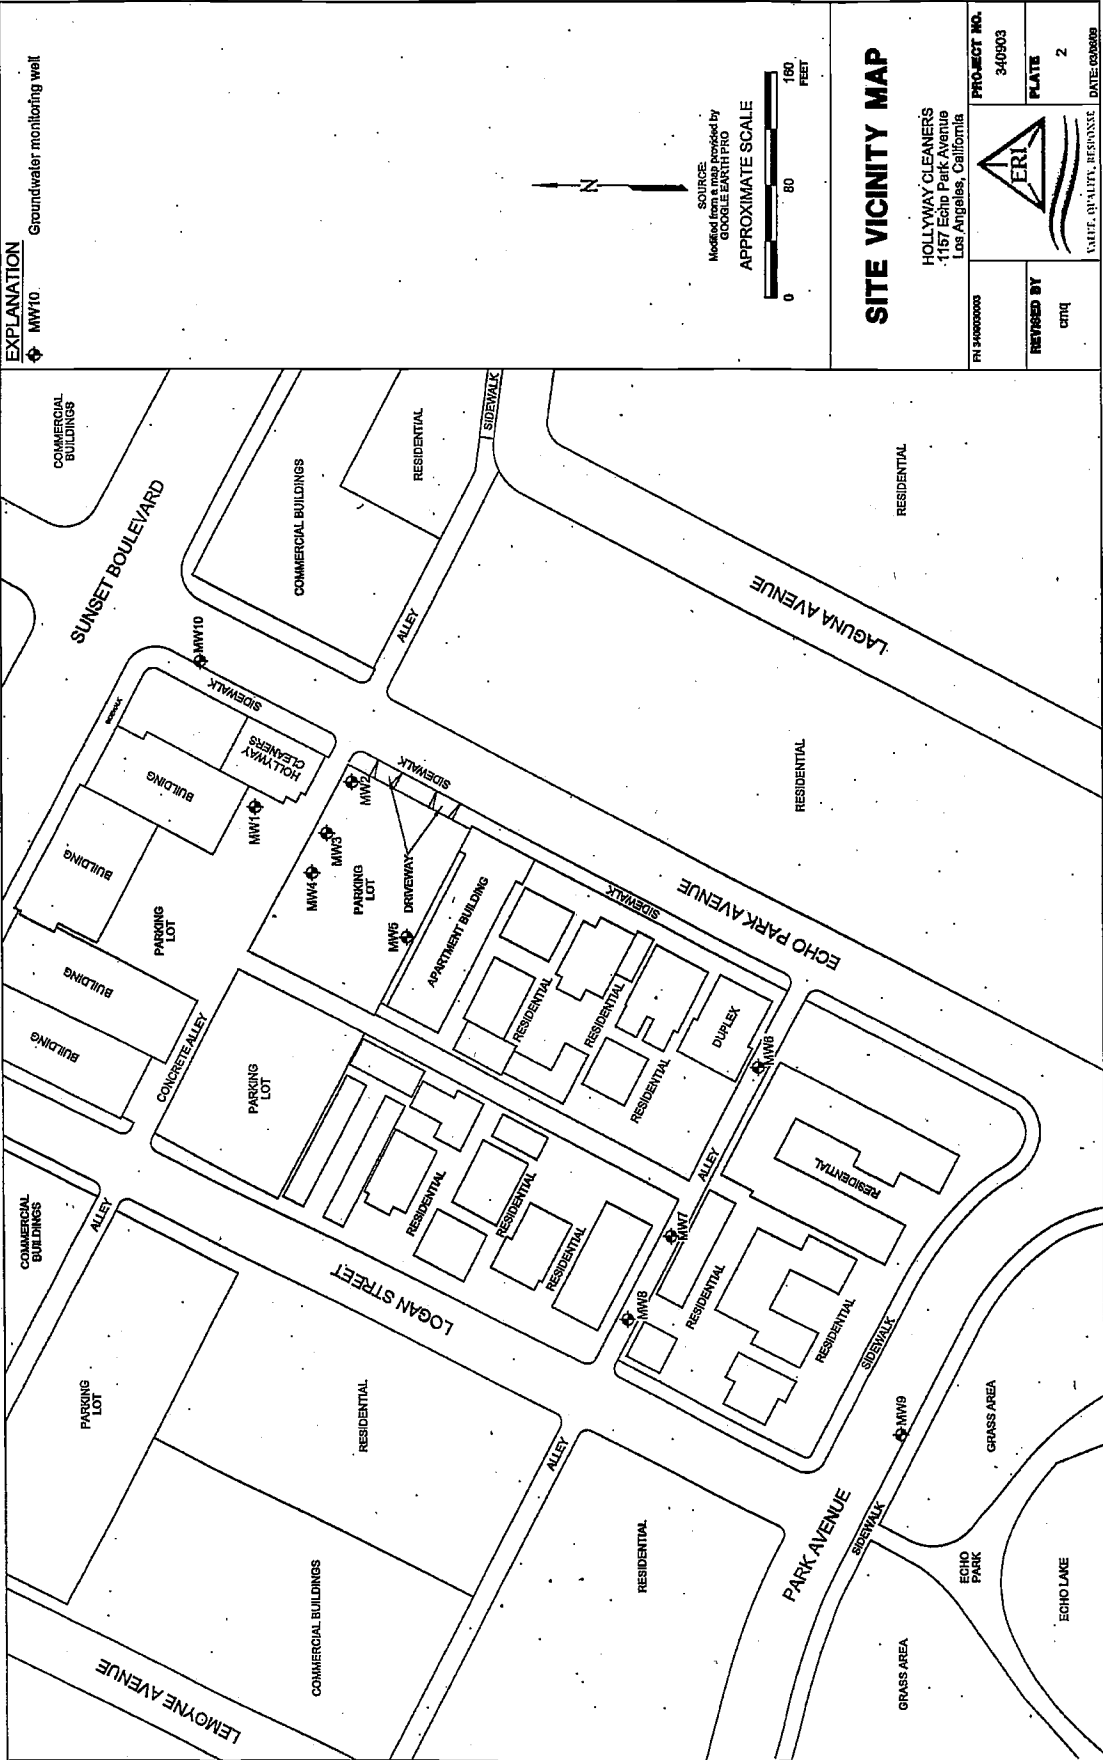 EXPLANATION
MW10 Groundwater monitoring well
COMMERCIAL
BUILDINGS
SUNSET BOULEVARD
COMMERCIAL BUILDINGS
RESIDENTIAL
SIDEWALK
ALLEY
RESIDENTIAL
LAGUNA AVENUE
MW10
SIDEWALK
SIDEWALK
HOLLYWAY
CLEANERS
BUILDING
BUILDING
BUILDING
BUILDING
MW1
MW2
MW3
MW4
MW5
PARKING
LOT
PARKING
LOT
DRIVEWAY
SIDEWALK
APARTMENT BUILDING
SIDEWALK
ECHO PARK AVENUE
RESIDENTIAL
RESIDENTIAL
RESIDENTIAL
RESIDENTIAL
DUPLEX
MW6
CONCRETE ALLEY
PARKING
LOT
COMMERCIAL
BUILDINGS
ALLEY
LOGAN STREET
RESIDENTIAL
RESIDENTIAL
RESIDENTIAL
ALLEY
MW7
MW8
RESIDENTIAL
RESIDENTIAL
RESIDENTIAL
SIDEWALK
PARKING
LOT
RESIDENTIAL
COMMERCIAL BUILDINGS
ALLEY
RESIDENTIAL
LEMOYNE AVENUE
PARK AVENUE
MW9
SIDEWALK
GRASS AREA
GRASS AREA
ECHO
PARK
ECHO LAKE
N
SOURCE:
Modified from a map provided by
GOOGLE EARTH PRO
APPROXIMATE SCALE
0 80 160
FEET
SITE VICINITY MAP
HOLLYWAY CLEANERS
1157 Echo Park Avenue
Los Angeles, California
FN 3409030003
REVISED BY
cmq
ERI
VALUE, QUALITY, RESPONSE
PROJECT NO.
340903
PLATE
2
DATE: